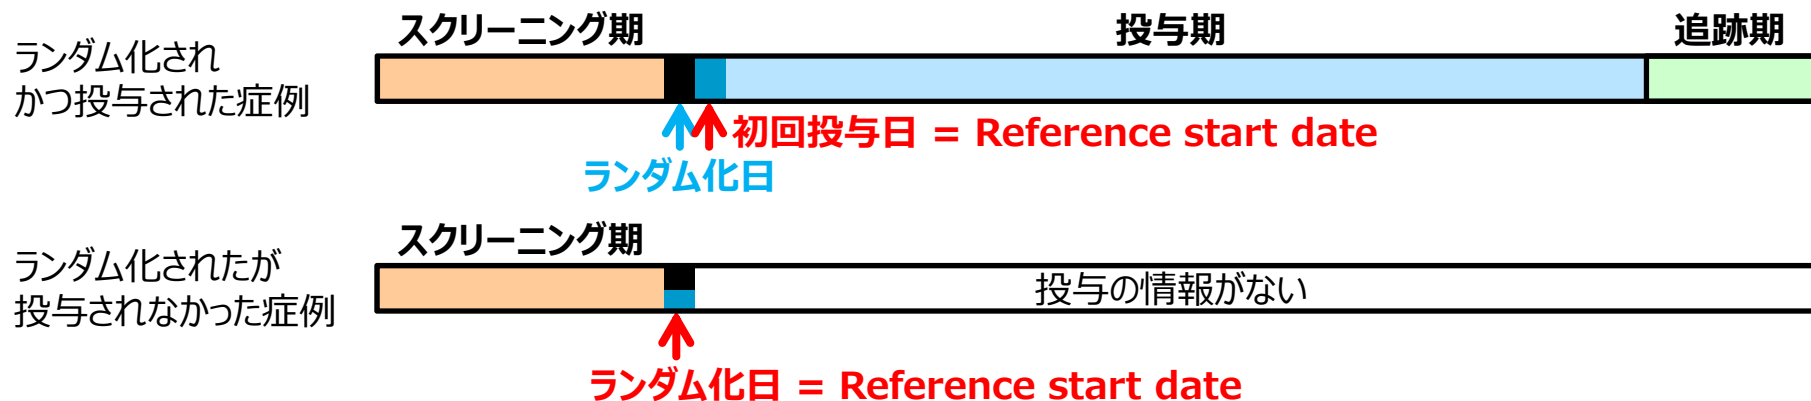 スクリーニング期 投与期 追跡期
ランダム化され
かつ投与された症例
初回投与日 = Reference start date
ランダム化日
スクリーニング期
ランダム化されたが
投与されなかった症例
投与の情報がない
ランダム化日 = Reference start date